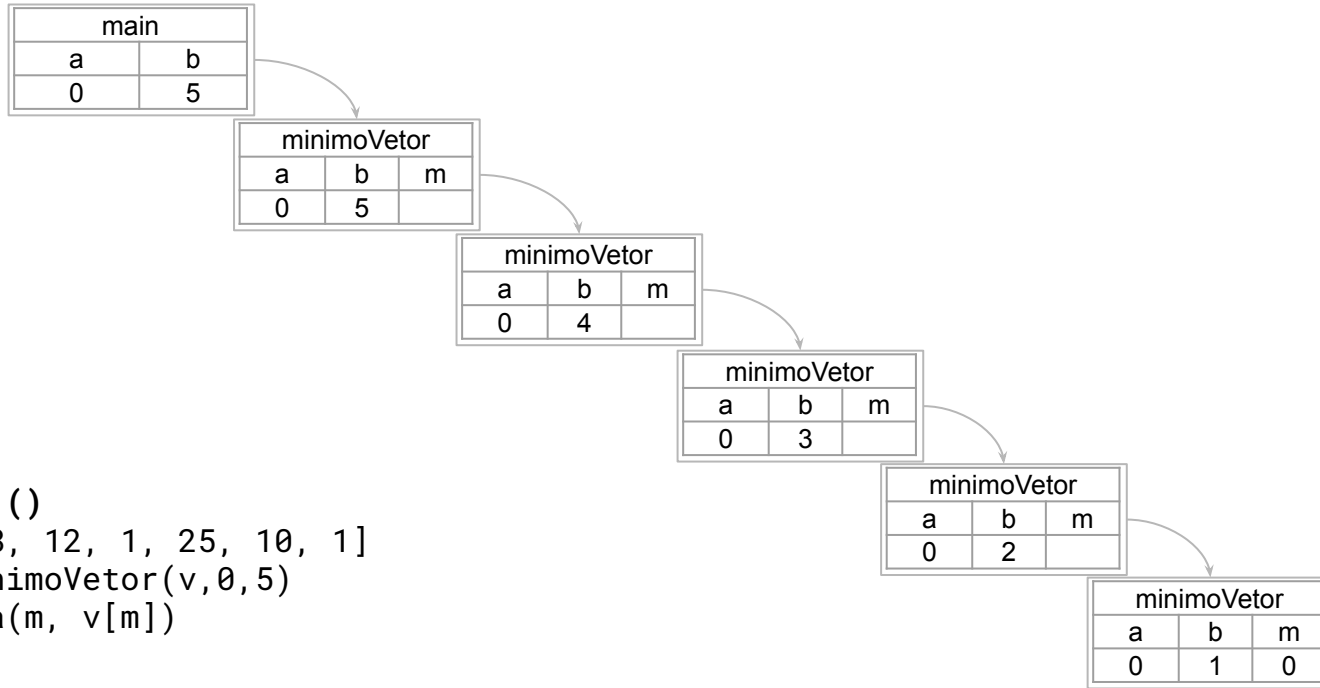 main
a b
0 5
minimoVetor
a b m
0 5
minimoVetor
a b m
0 4
minimoVetor
a b m
0 3
minimoVetor
a b m
0 2
minimoVetor
a b m
0 1 0
()
, 12, 1, 25, 10, 1]
nimoVetor(v,0,5)
(m, v[m])